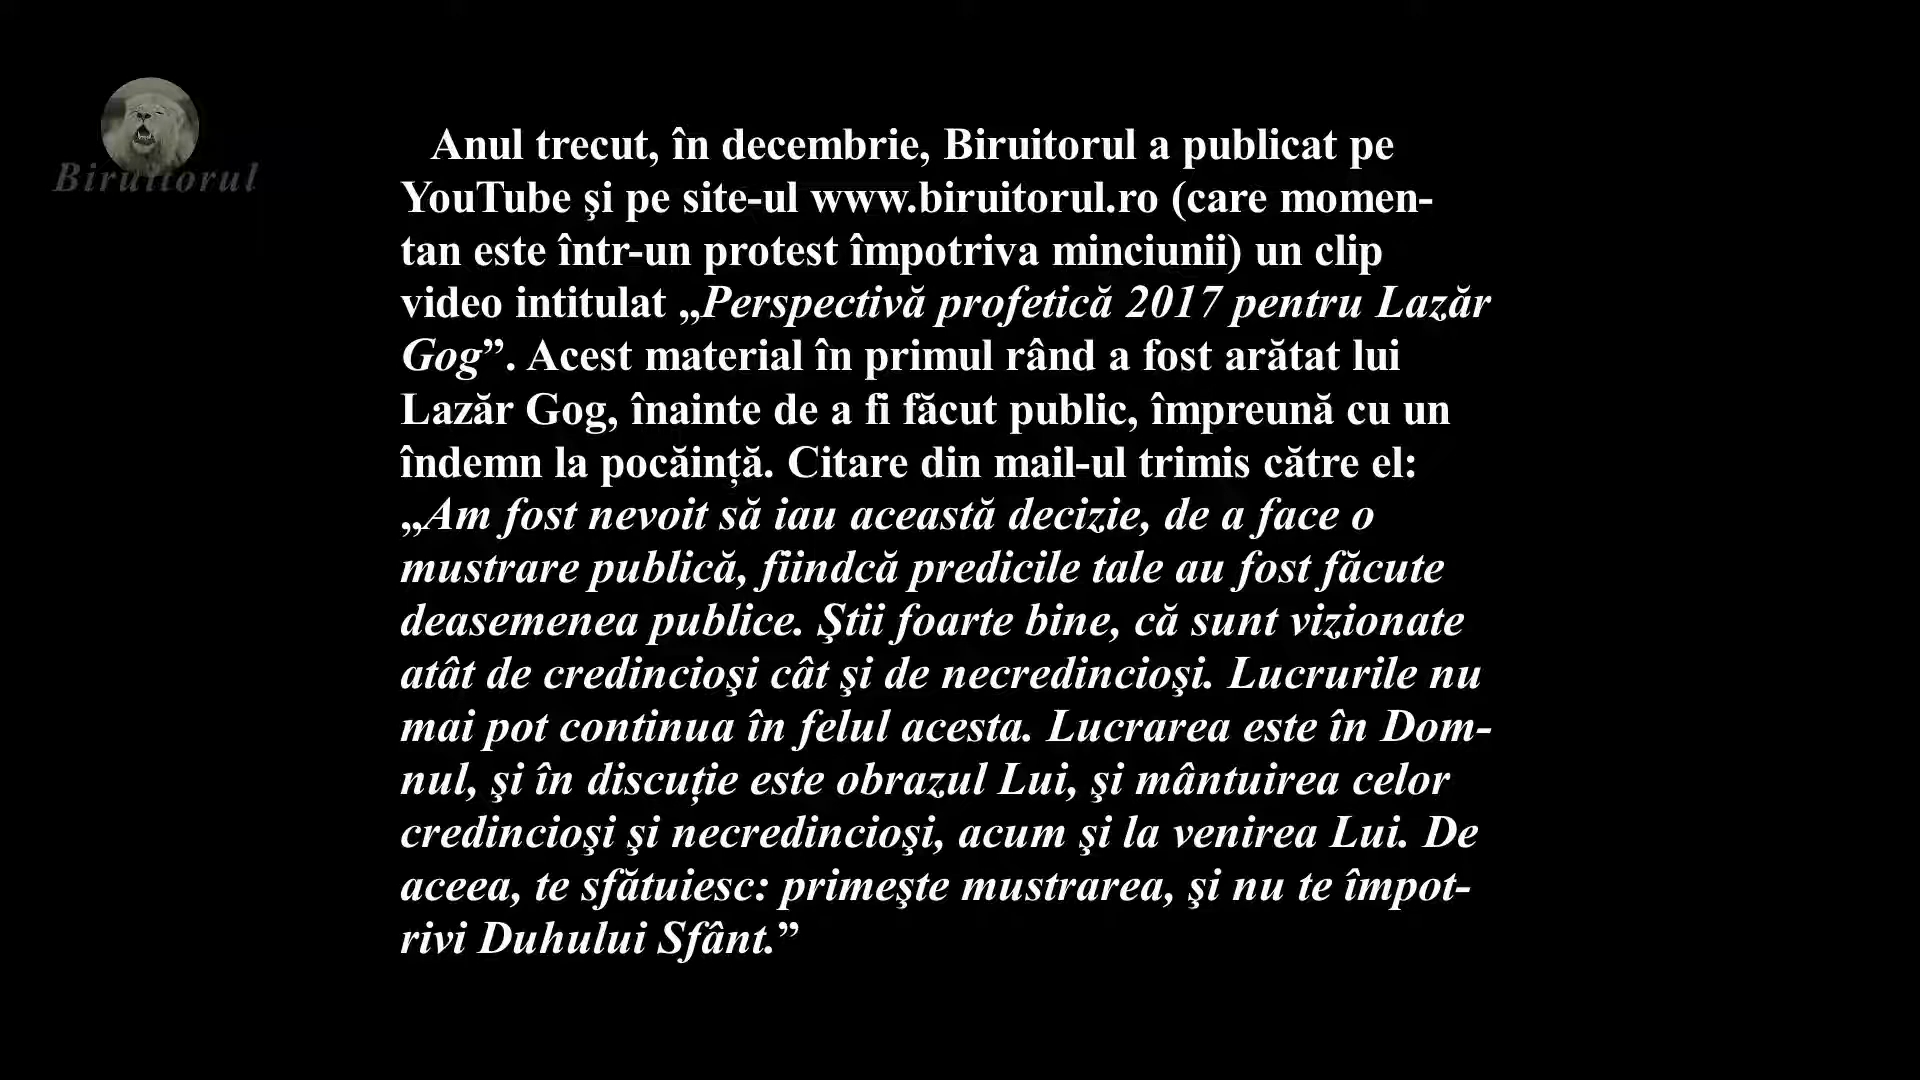 Biruitorul
Anul trecut, în decembrie, Biruitorul a publicat pe
YouTube şi pe site-ul www.biruitorul.ro (care momen-
tan este într-un protest împotriva minciunii) un clip
video intitulat „Perspectivă profetică 2017 pentru Lazăr
Gog”. Acest material în primul rând a fost arătat lui
Lazăr Gog, înainte de a fi făcut public, împreună cu un
îndemn la pocăință. Citare din mail-ul trimis către el:
„Am fost nevoit să iau această decizie, de a face o
mustrare publică, fiindcă predicile tale au fost făcute
deasemenea publice. Ştii foarte bine, că sunt vizionate
atât de credincioşi cât şi de necredincioşi. Lucrurile nu
mai pot continua în felul acesta. Lucrarea este în Dom-
nul, şi în discuție este obrazul Lui, şi mântuirea celor
credincioşi şi necredincioşi, acum şi la venirea Lui. De
aceea, te sfătuiesc: primeşte mustrarea, şi nu te împot-
rivi Duhului Sfânt.”